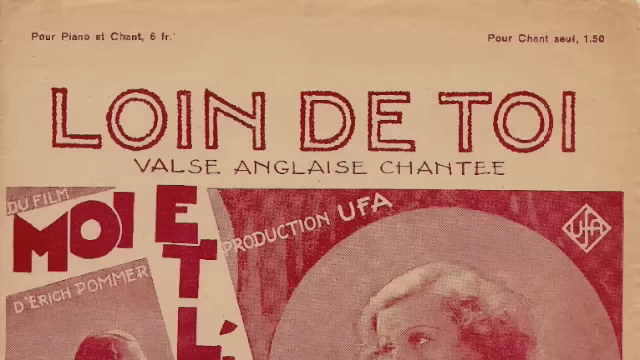 Pour Piano et Chant, 6 fr.
Pour Chant seul, 1.50
LOIN DE TOI
VALSE ANGLAISE CHANTEE
DU FILM
MOI
ET L'
PRODUCTION UFA
UFA
D'ERICH POMMER